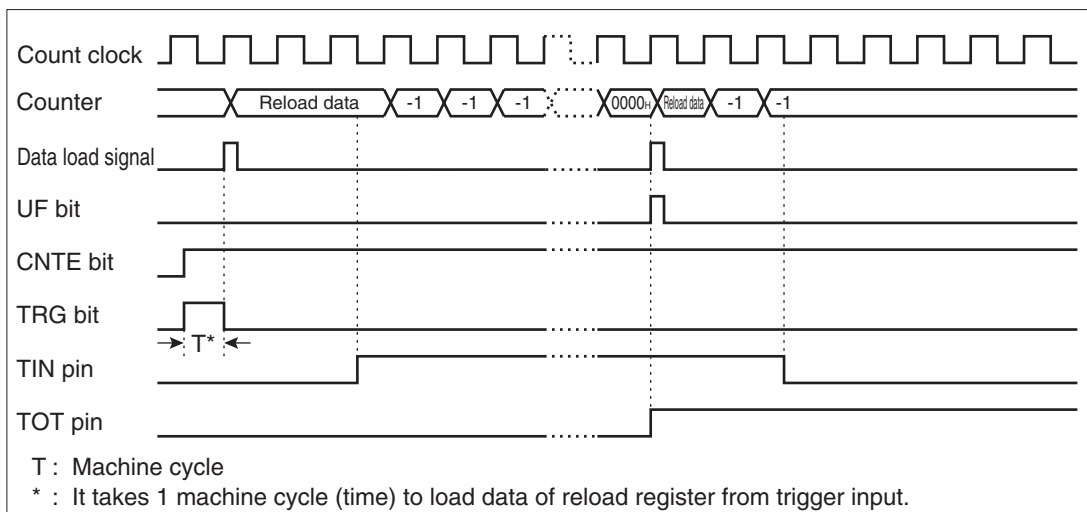 Count clock
Counter Reload data -1 -1 -1 0000H Reload data -1 -1
Data load signal
UF bit
CNTE bit
TRG bit
T*
TIN pin
TOT pin
T : Machine cycle
* : It takes 1 machine cycle (time) to load data of reload register from trigger input.